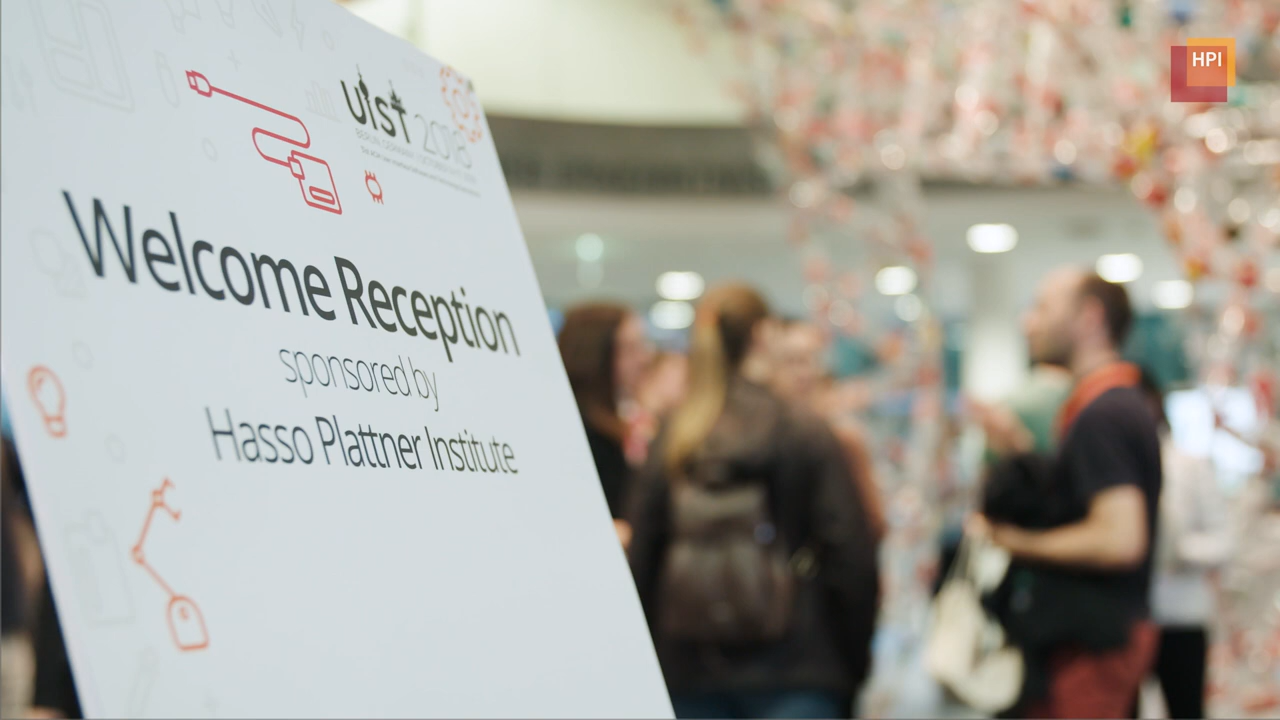 HPI
UIST 2018
Welcome Reception
sponsored by
Hasso Plattner Institute